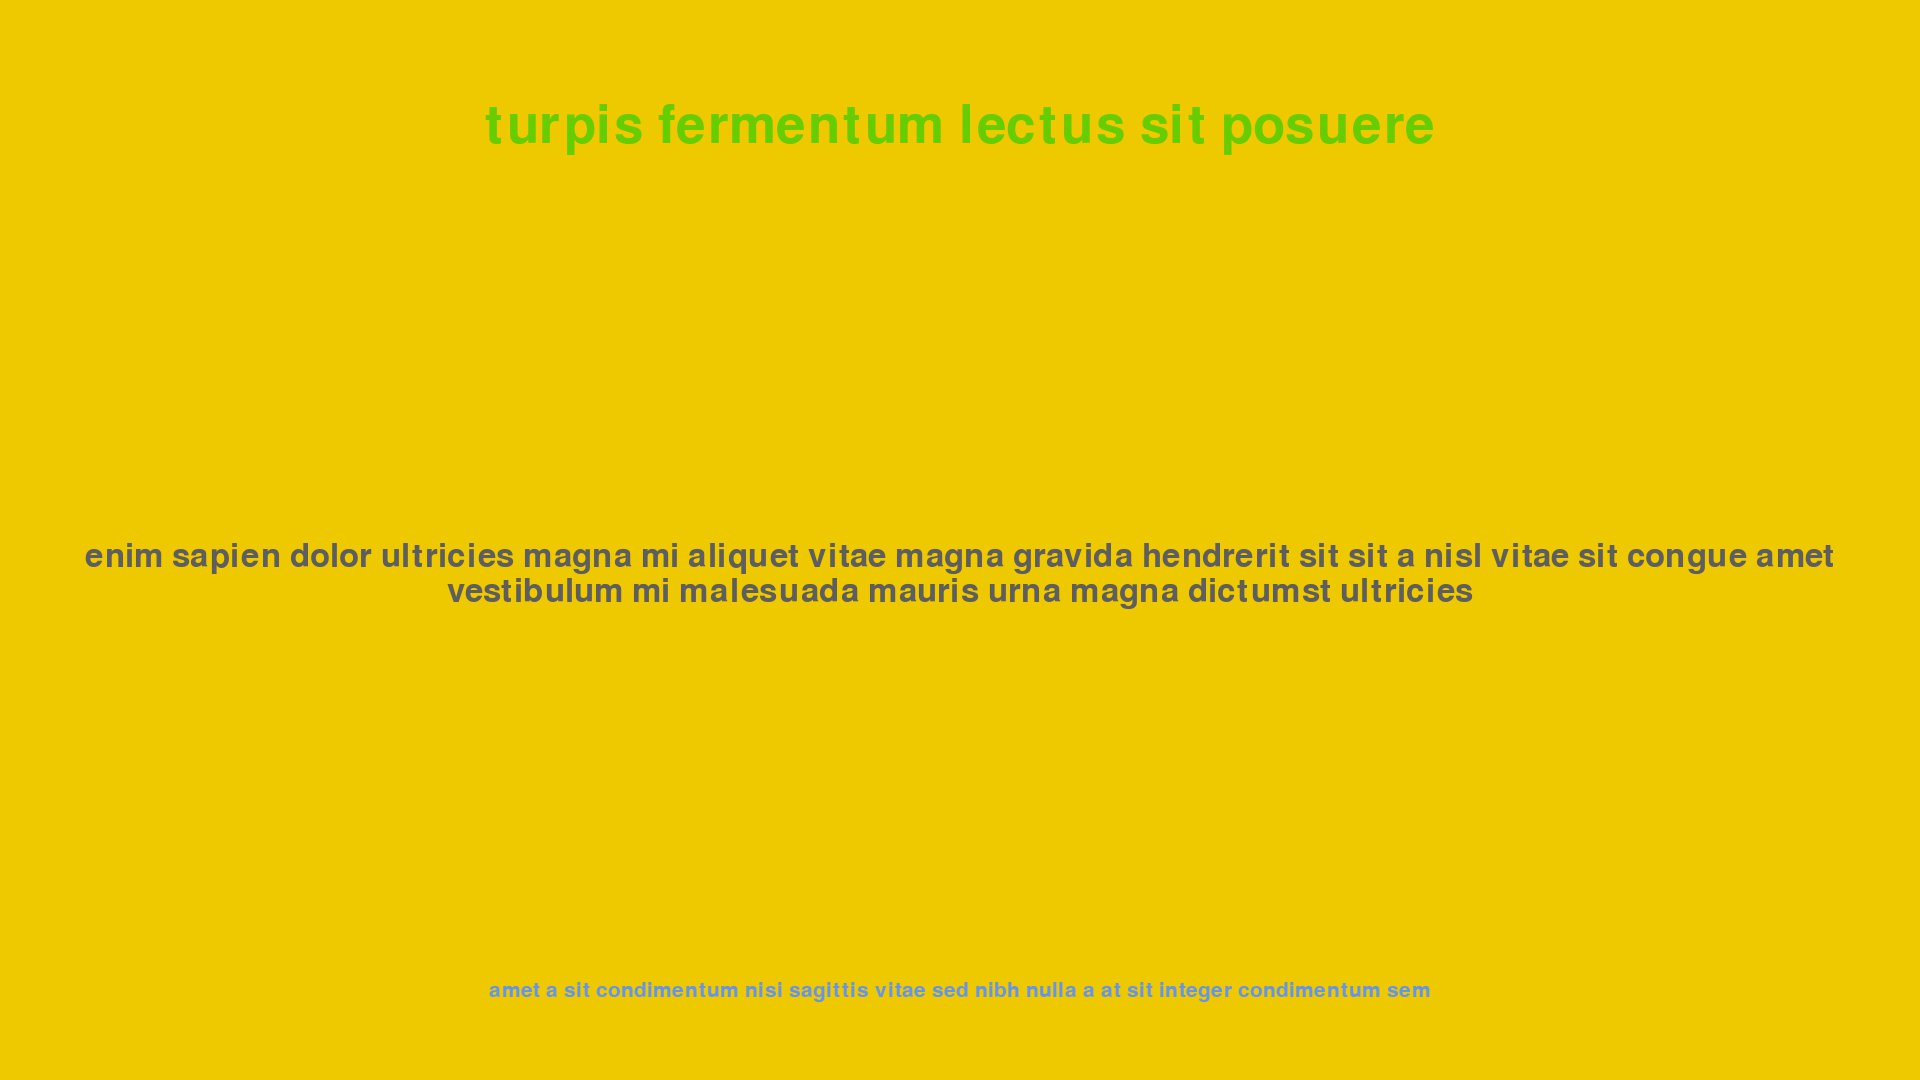 turpis fermentum lectus sit posuere
enim sapien dolor ultricies magna mi aliquet vitae magna gravida hendrerit sit sit a nisl vitae sit congue amet
vestibulum mi malesuada mauris urna magna dictumst ultricies
amet a sit condimentum nisi sagittis vitae sed nibh nulla a at sit integer condimentum sem